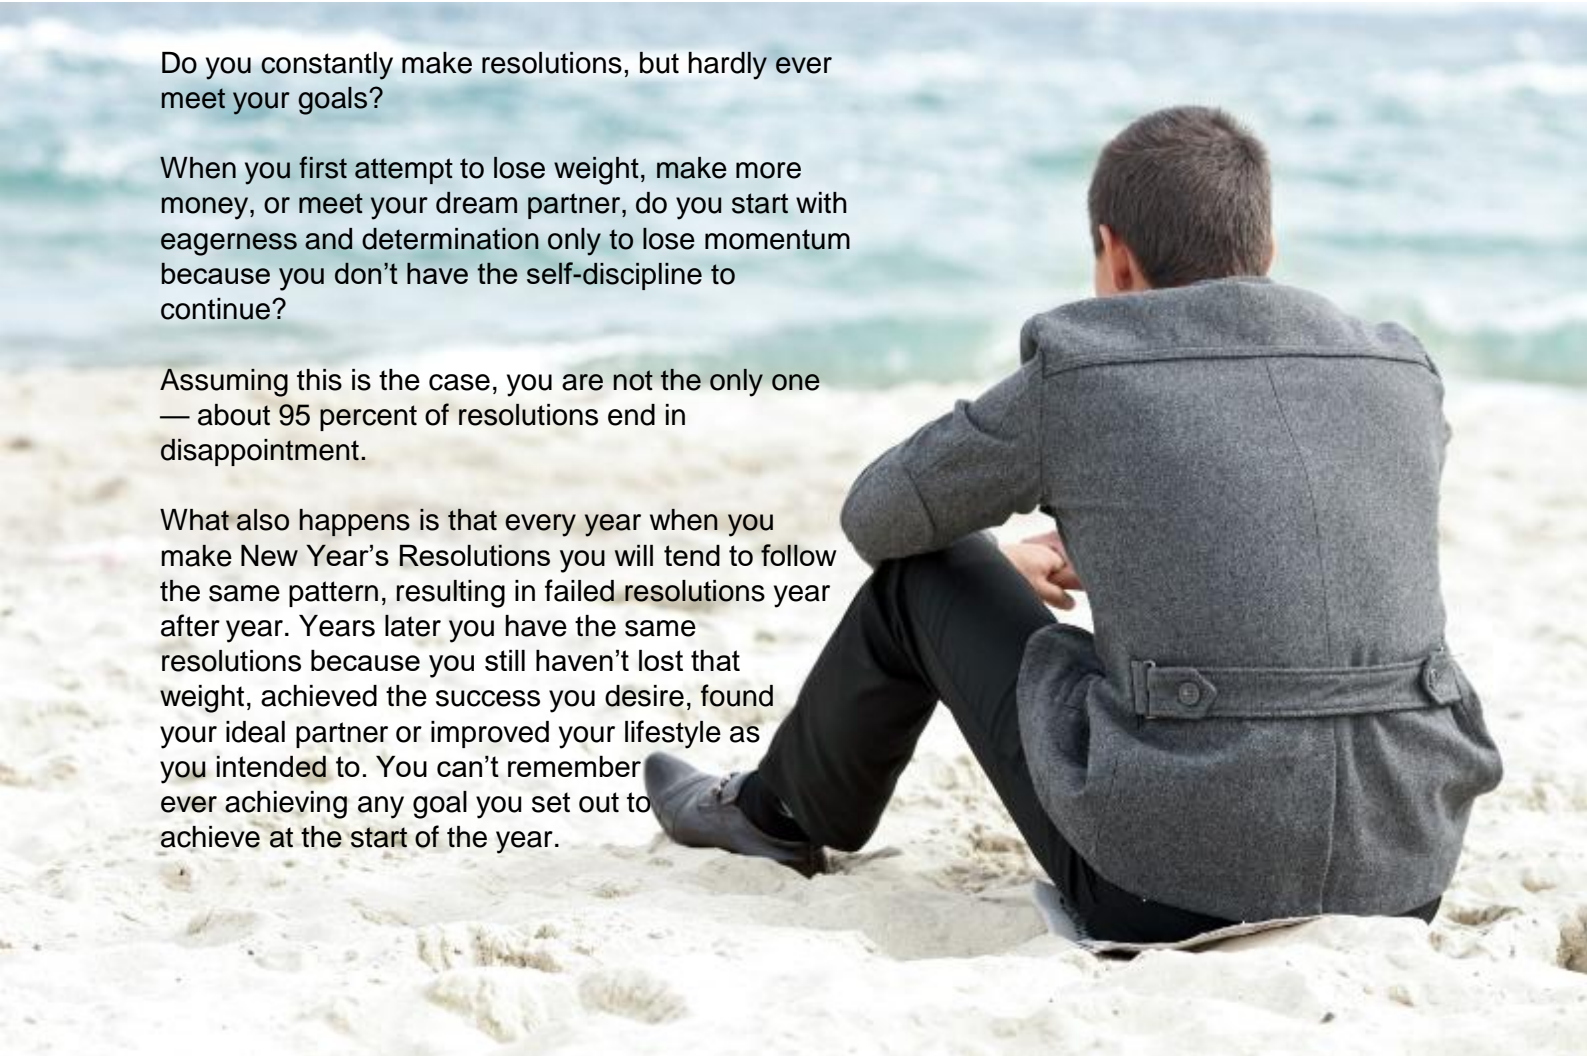 Do you constantly make resolutions, but hardly ever
meet your goals?
When you first attempt to lose weight, make more
money, or meet your dream partner, do you start with
eagerness and determination only to lose momentum
because you don’t have the self-discipline to
continue?
Assuming this is the case, you are not the only one
— about 95 percent of resolutions end in
disappointment.
What also happens is that every year when you
make New Year’s Resolutions you will tend to follow
the same pattern, resulting in failed resolutions year
after year. Years later you have the same
resolutions because you still haven’t lost that
weight, achieved the success you desire, found
your ideal partner or improved your lifestyle as
you intended to. You can’t remember
ever achieving any goal you set out to
achieve at the start of the year.